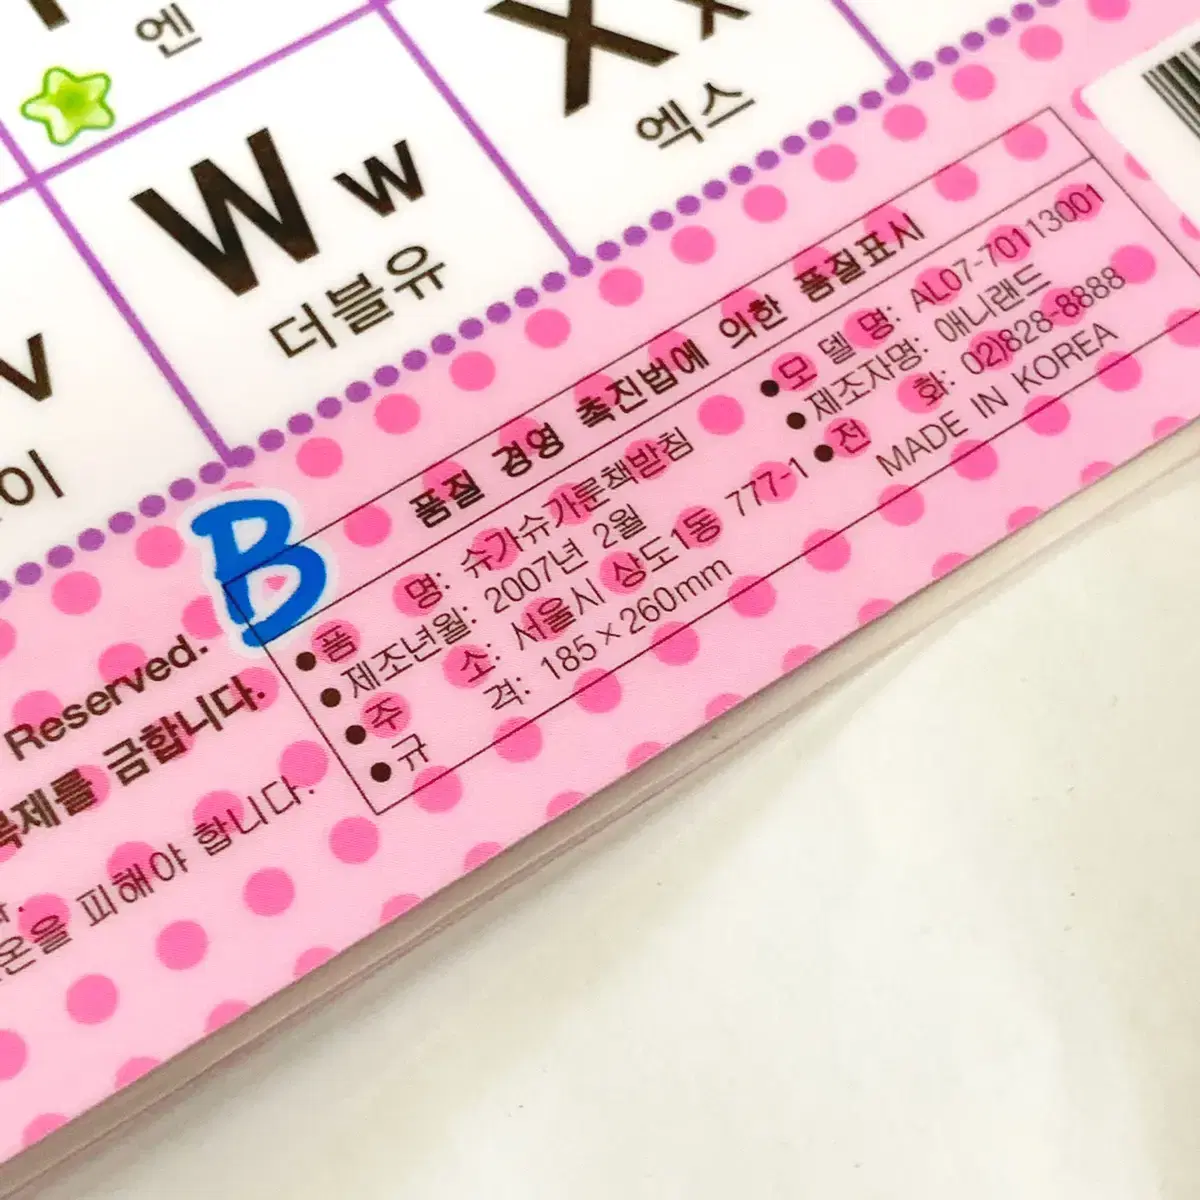 엔
W w
더블유
X x
엑스
v
이
B
Reserved.
복제를 금합니다.
온을 피해야 합니다.
품질 경영 촉진법에 의한 품질표시
●품 명: 슈가슈가룬책받침
●제조년월: 2007년 2월
●주 소: 서울시 상도1동 777-1
●규 격: 185×260mm
●모 델 명: AL07-70113001
●제조자명: 애니랜드
●전 화: 02)828-8888
MADE IN KOREA